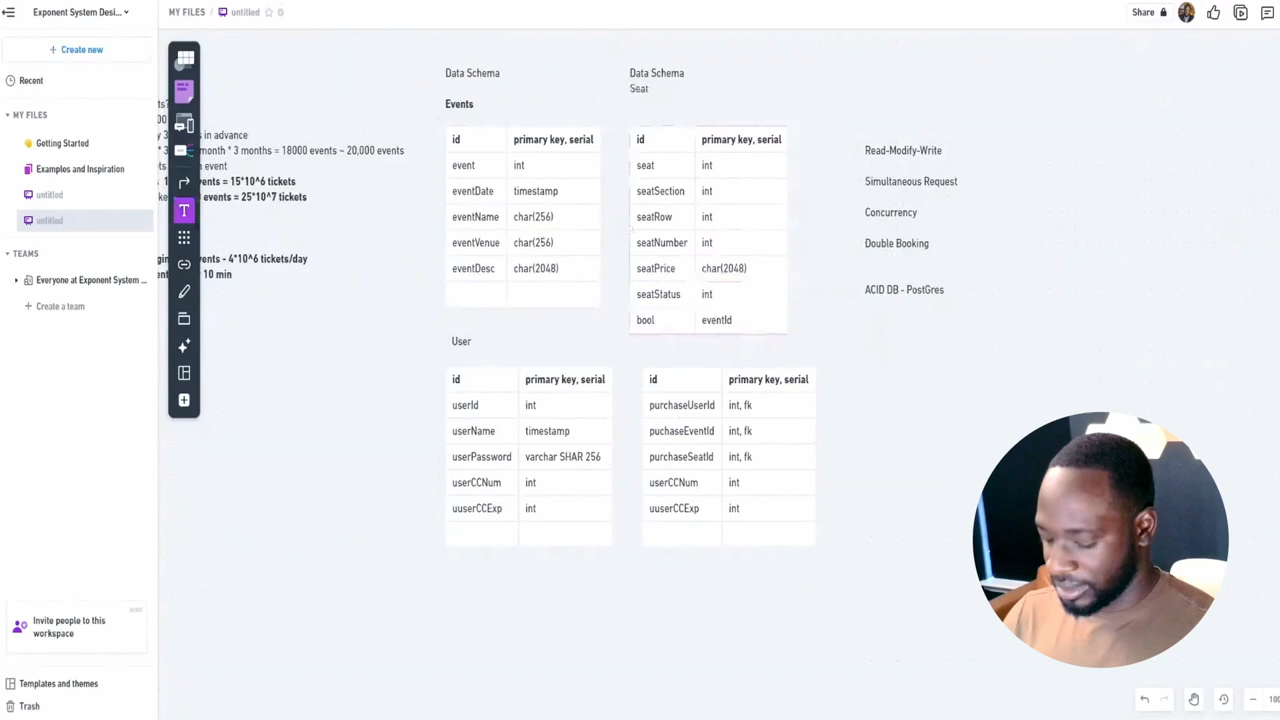 Exponent System Desi...
MY FILES / untitled
Share
+ Create new
Recent
MY FILES
Getting Started
Examples and Inspiration
untitled
untitled
TEAMS
Everyone at Exponent System ...
+ Create a team
Invite people to this
workspace
Templates and themes
Trash
ts?
00
y 3
s in advance
* 3
month * 3 months = 18000 events ~ 20,000 events
n event
1
events = 15*10^6 tickets
events = 25*10^7 tickets
events - 4*10^6 tickets/day
10 min
Data Schema
Events
id primary key, serial
event int
eventDate timestamp
eventName char(256)
eventVenue char(256)
eventDesc char(2048)
Data Schema
Seat
id primary key, serial
seat int
seatSection int
seatRow int
seatNumber int
seatPrice char(2048)
seatStatus int
bool eventId
Read-Modify-Write
Simultaneous Request
Concurrency
Double Booking
ACID DB - PostGres
User
id primary key, serial
userId int
userName timestamp
userPassword varchar SHAR 256
userCCNum int
uuserCCExp int
id primary key, serial
purchaseUserId int, fk
puchaseEventId int, fk
purchaseSeatId int, fk
userCCNum int
uuserCCExp int